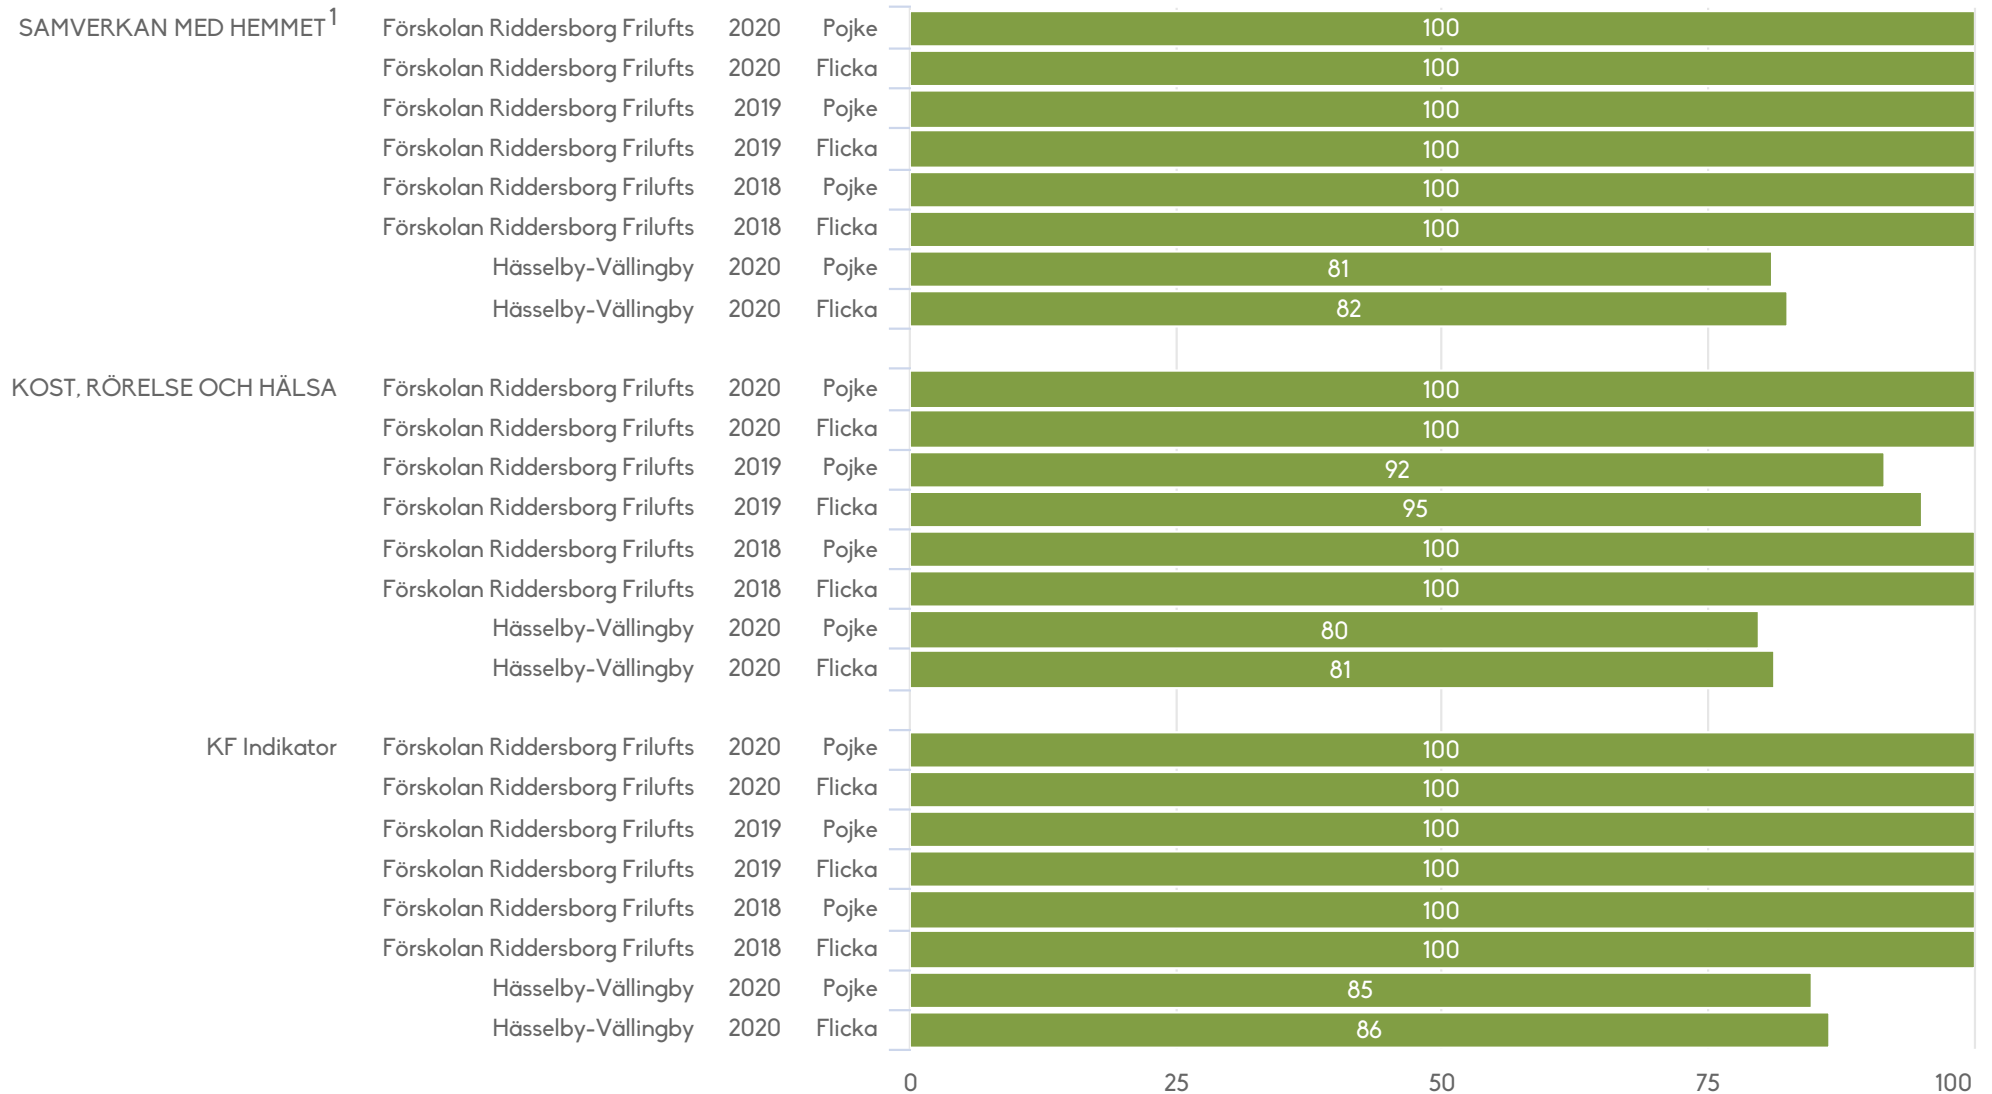 SAMVERKAN MED HEMMET¹ Förskolan Riddersborg Frilufts 2020 Pojke 100
Förskolan Riddersborg Frilufts 2020 Flicka 100
Förskolan Riddersborg Frilufts 2019 Pojke 100
Förskolan Riddersborg Frilufts 2019 Flicka 100
Förskolan Riddersborg Frilufts 2018 Pojke 100
Förskolan Riddersborg Frilufts 2018 Flicka 100
Hässelby-Vällingby 2020 Pojke 81
Hässelby-Vällingby 2020 Flicka 82
KOST, RÖRELSE OCH HÄLSA Förskolan Riddersborg Frilufts 2020 Pojke 100
Förskolan Riddersborg Frilufts 2020 Flicka 100
Förskolan Riddersborg Frilufts 2019 Pojke 92
Förskolan Riddersborg Frilufts 2019 Flicka 95
Förskolan Riddersborg Frilufts 2018 Pojke 100
Förskolan Riddersborg Frilufts 2018 Flicka 100
Hässelby-Vällingby 2020 Pojke 80
Hässelby-Vällingby 2020 Flicka 81
KF Indikator Förskolan Riddersborg Frilufts 2020 Pojke 100
Förskolan Riddersborg Frilufts 2020 Flicka 100
Förskolan Riddersborg Frilufts 2019 Pojke 100
Förskolan Riddersborg Frilufts 2019 Flicka 100
Förskolan Riddersborg Frilufts 2018 Pojke 100
Förskolan Riddersborg Frilufts 2018 Flicka 100
Hässelby-Vällingby 2020 Pojke 85
Hässelby-Vällingby 2020 Flicka 86
0 25 50 75 100